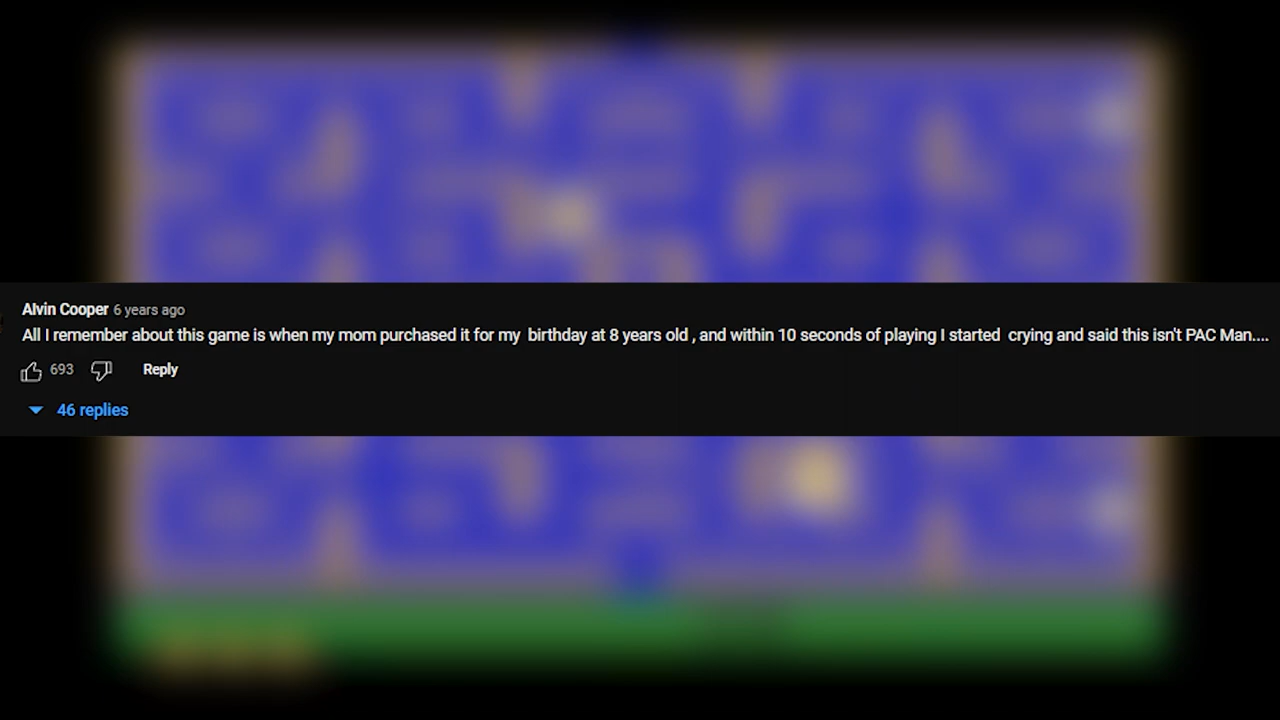 Alvin Cooper 6 years ago
All I remember about this game is when my mom purchased it for my  birthday at 8 years old , and within 10 seconds of playing I started  crying and said this isn't PAC Man....
693 Reply
46 replies